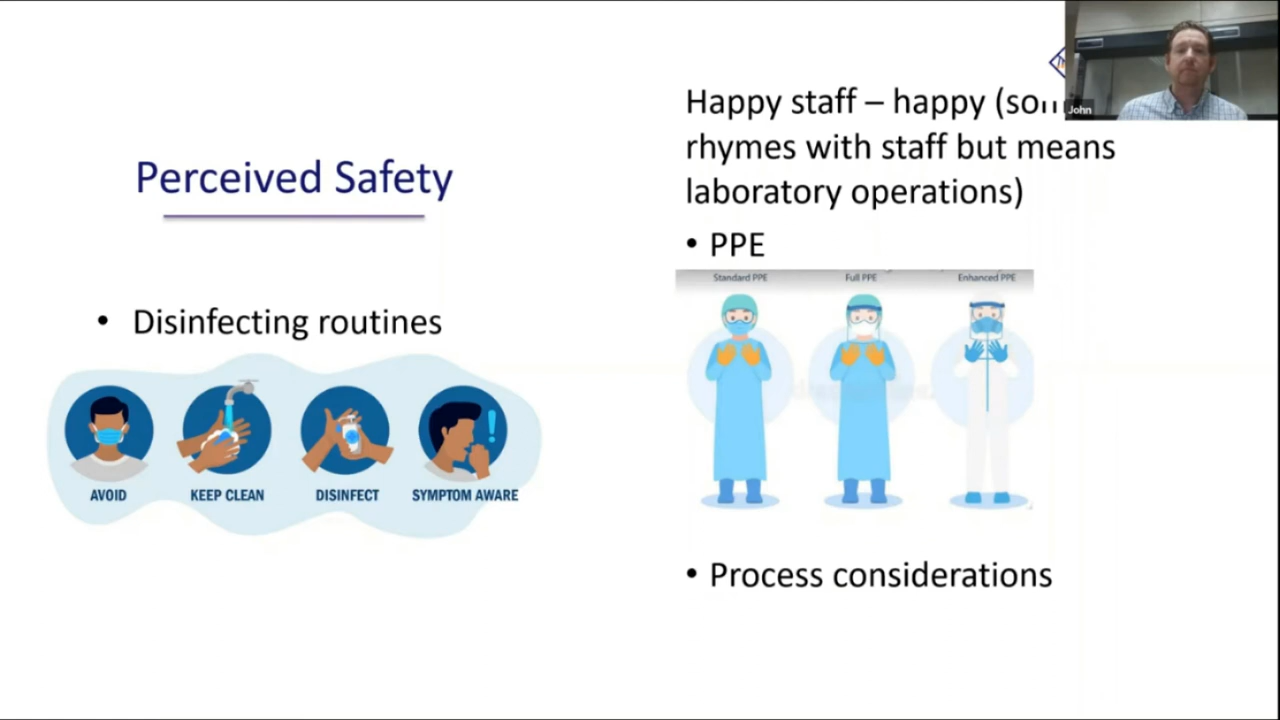 Perceived Safety
• Disinfecting routines
AVOID
KEEP CLEAN
DISINFECT
SYMPTOM AWARE
Happy staff – happy
rhymes with staff but means
laboratory operations)
• PPE
Standard PPE
Full PPE
Enhanced PPE
• Process considerations
John